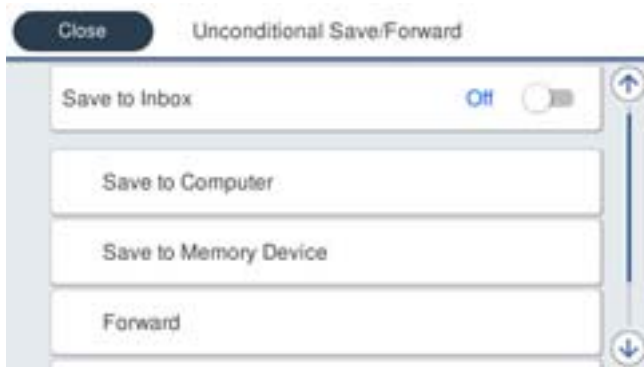 Close Unconditional Save/Forward
Save to Inbox Off
Save to Computer
Save to Memory Device
Forward